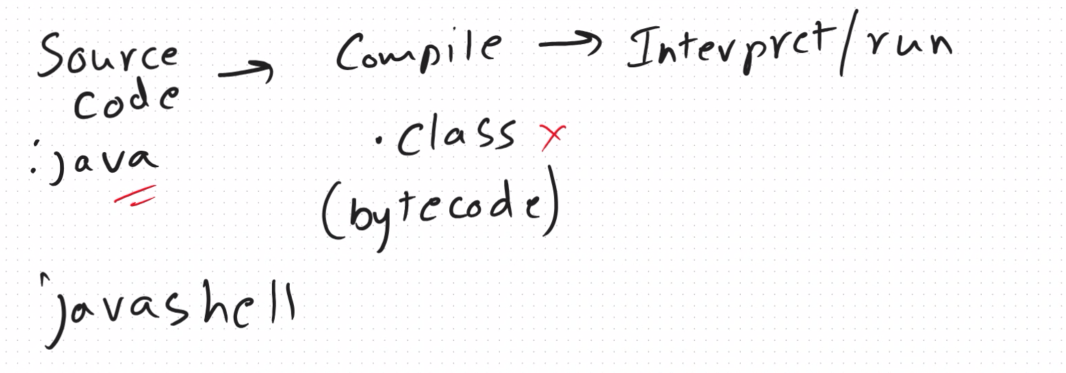 Source code → Compile → Interpret/run
.java .class x
(bytecode)
javashell